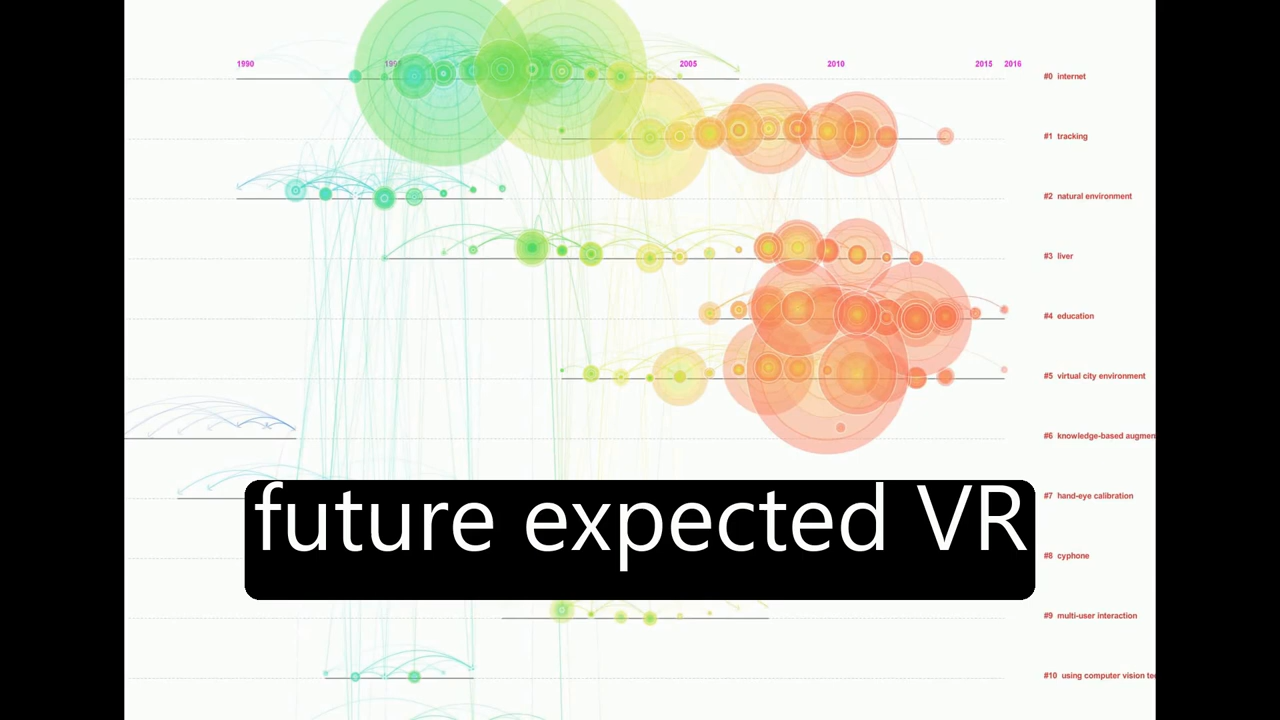 1990 1995 2005 2010 2015 2016
#0 internet
#1 tracking
#2 natural environment
#3 liver
#4 education
#5 virtual city environment
#6 knowledge-based augmen
#7 hand-eye calibration
future expected VR
#8 cyphone
#9 multi-user interaction
#10 using computer vision te